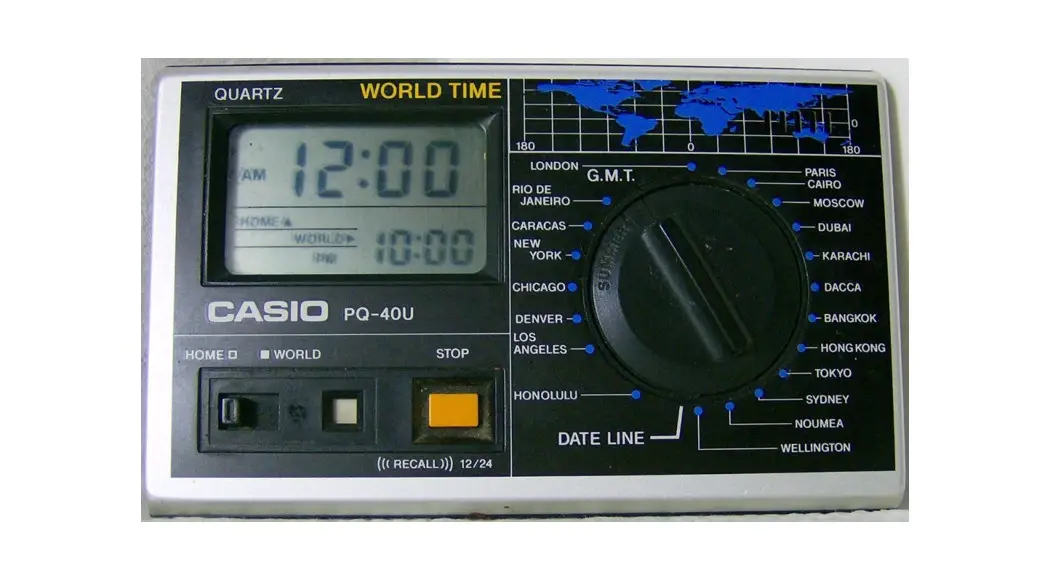 QUARTZ
WORLD TIME
AM 12:00
HOME
WORLD
10:00
CASIO PQ-40U
HOME
WORLD
STOP
((( RECALL))) 12/24
180
0
180
0
LONDON
G.M.T.
PARIS
CAIRO
RIO DE
JANEIRO
MOSCOW
CARACAS
DUBAI
NEW
YORK
KARACHI
CHICAGO
DACCA
DENVER
BANGKOK
LOS
ANGELES
HONG KONG
TOKYO
HONOLULU
SYDNEY
NOUMEA
DATE LINE
WELLINGTON